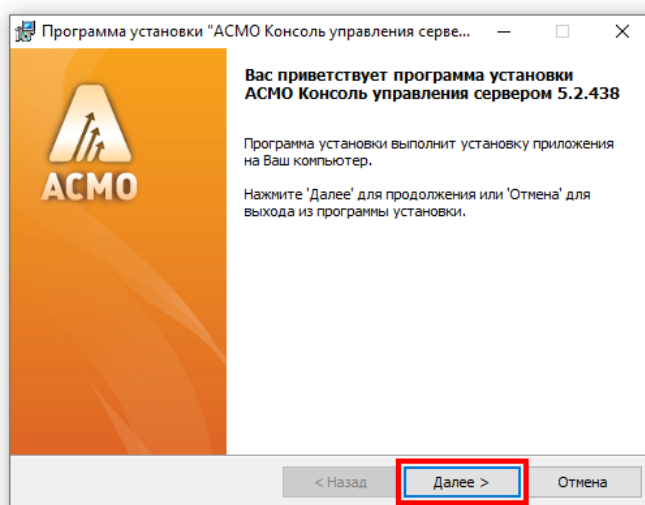 Программа установки "АСМО Консоль управления серве...
Вас приветствует программа установки
АСМО Консоль управления сервером 5.2.438
Программа установки выполнит установку приложения
на Ваш компьютер.
Нажмите 'Далее' для продолжения или 'Отмена' для
выхода из программы установки.
АСМО
< Назад
Далее >
Отмена